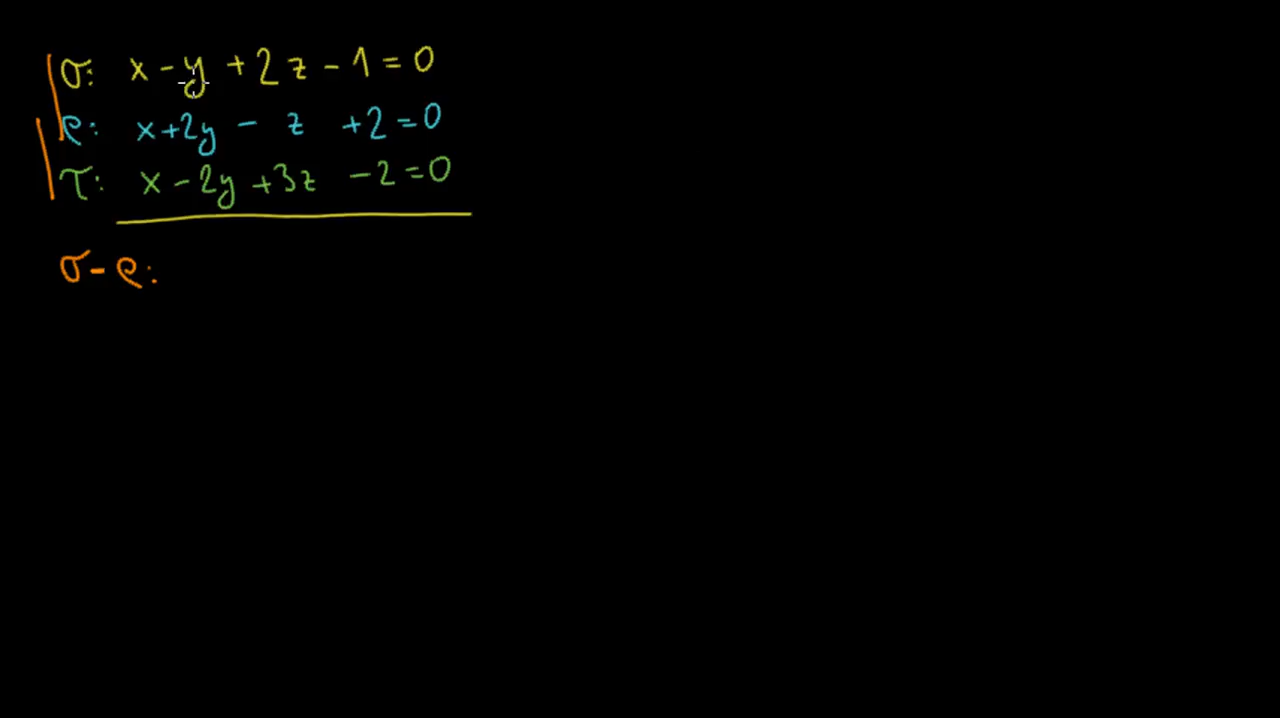 σ: x - y + 2z - 1 = 0
ρ: x + 2y - z + 2 = 0
τ: x - 2y + 3z - 2 = 0
σ - ρ: